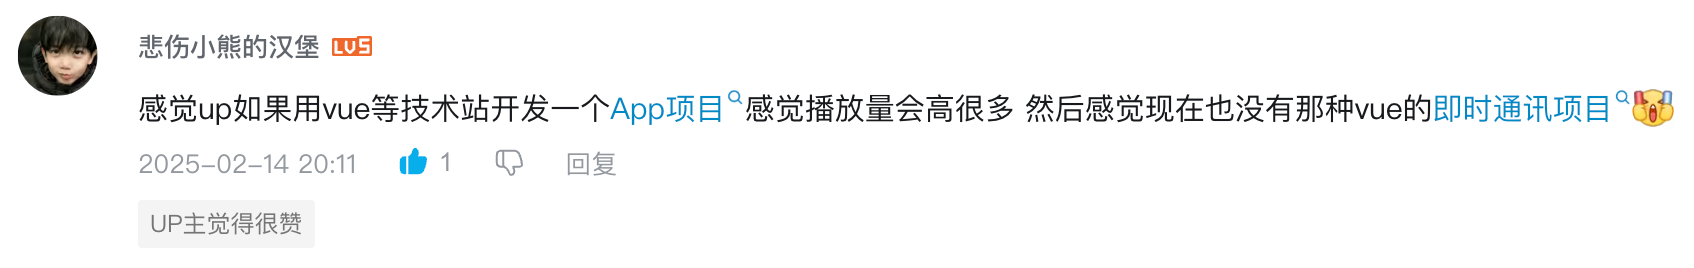 悲伤小熊的汉堡 LV5
感觉up如果用vue等技术站开发一个App项目感觉播放量会高很多 然后感觉现在也没有那种vue的即时通讯项目
2025-02-14 20:11 1 回复
UP主觉得很赞